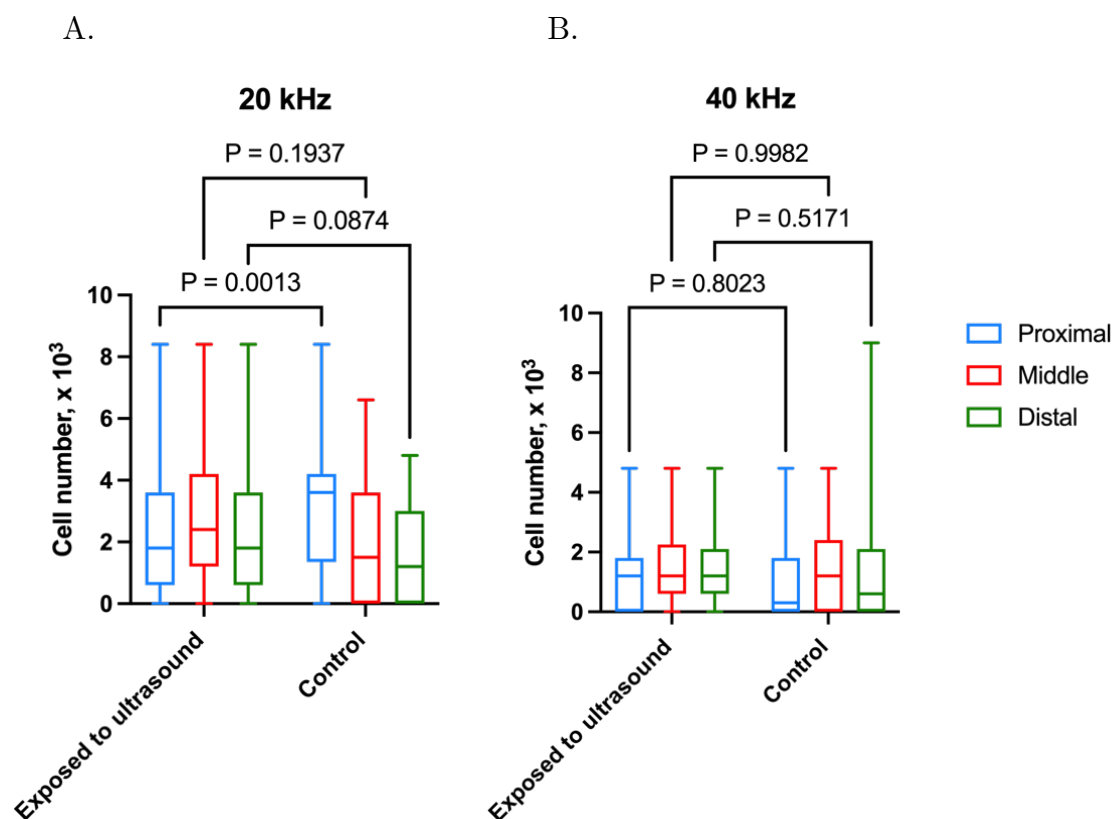 A.
B.
20 kHz
P = 0.1937
P = 0.0874
P = 0.0013
Cell number, x 10³
10
8
6
4
2
0
Exposed to ultrasound
Control
40 kHz
P = 0.9982
P = 0.5171
P = 0.8023
Cell number, x 10³
10
8
6
4
2
0
Exposed to ultrasound
Control
Proximal
Middle
Distal